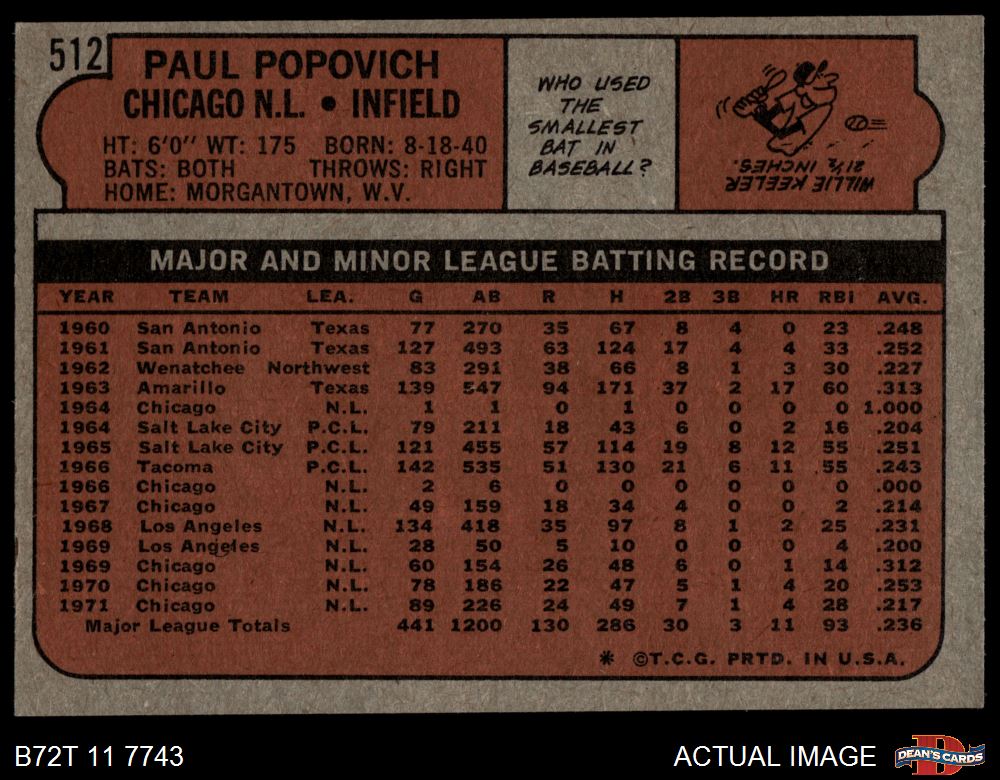 512
PAUL POPOVICH
CHICAGO N.L. • INFIELD
HT: 6'0" WT: 175 BORN: 8-18-40
BATS: BOTH THROWS: RIGHT
HOME: MORGANTOWN, W.V.
WHO USED
THE
SMALLEST
BAT IN
BASEBALL?
WILLIE KEELER
21½ INCHES.
MAJOR AND MINOR LEAGUE BATTING RECORD
YEAR TEAM LEA. G AB R H 2B 3B HR RBI AVG.
1960 San Antonio Texas 77 270 35 67 8 4 0 23 .248
1961 San Antonio Texas 127 493 63 124 17 4 4 33 .252
1962 Wenatchee Northwest 83 291 38 66 8 1 3 30 .227
1963 Amarillo Texas 139 547 94 171 37 2 17 60 .313
1964 Chicago N.L. 1 1 0 1 0 0 0 0 1.000
1964 Salt Lake City P.C.L. 79 211 18 43 6 0 2 16 .204
1965 Salt Lake City P.C.L. 121 455 57 114 19 8 12 55 .251
1966 Tacoma P.C.L. 142 535 51 130 21 6 11 55 .243
1966 Chicago N.L. 2 6 0 0 0 0 0 0 .000
1967 Chicago N.L. 49 159 18 34 4 0 0 2 .214
1968 Los Angeles N.L. 134 418 35 97 8 1 2 25 .231
1969 Los Angeles N.L. 28 50 5 10 0 0 0 4 .200
1969 Chicago N.L. 60 154 26 48 6 0 1 14 .312
1970 Chicago N.L. 78 186 22 47 5 1 4 20 .253
1971 Chicago N.L. 89 226 24 49 7 1 4 28 .217
Major League Totals 441 1200 130 286 30 3 11 93 .236
* ©T.C.G. PRTD. IN U.S.A.
B72T 11 7743
ACTUAL IMAGE
DEAN'S CARDS